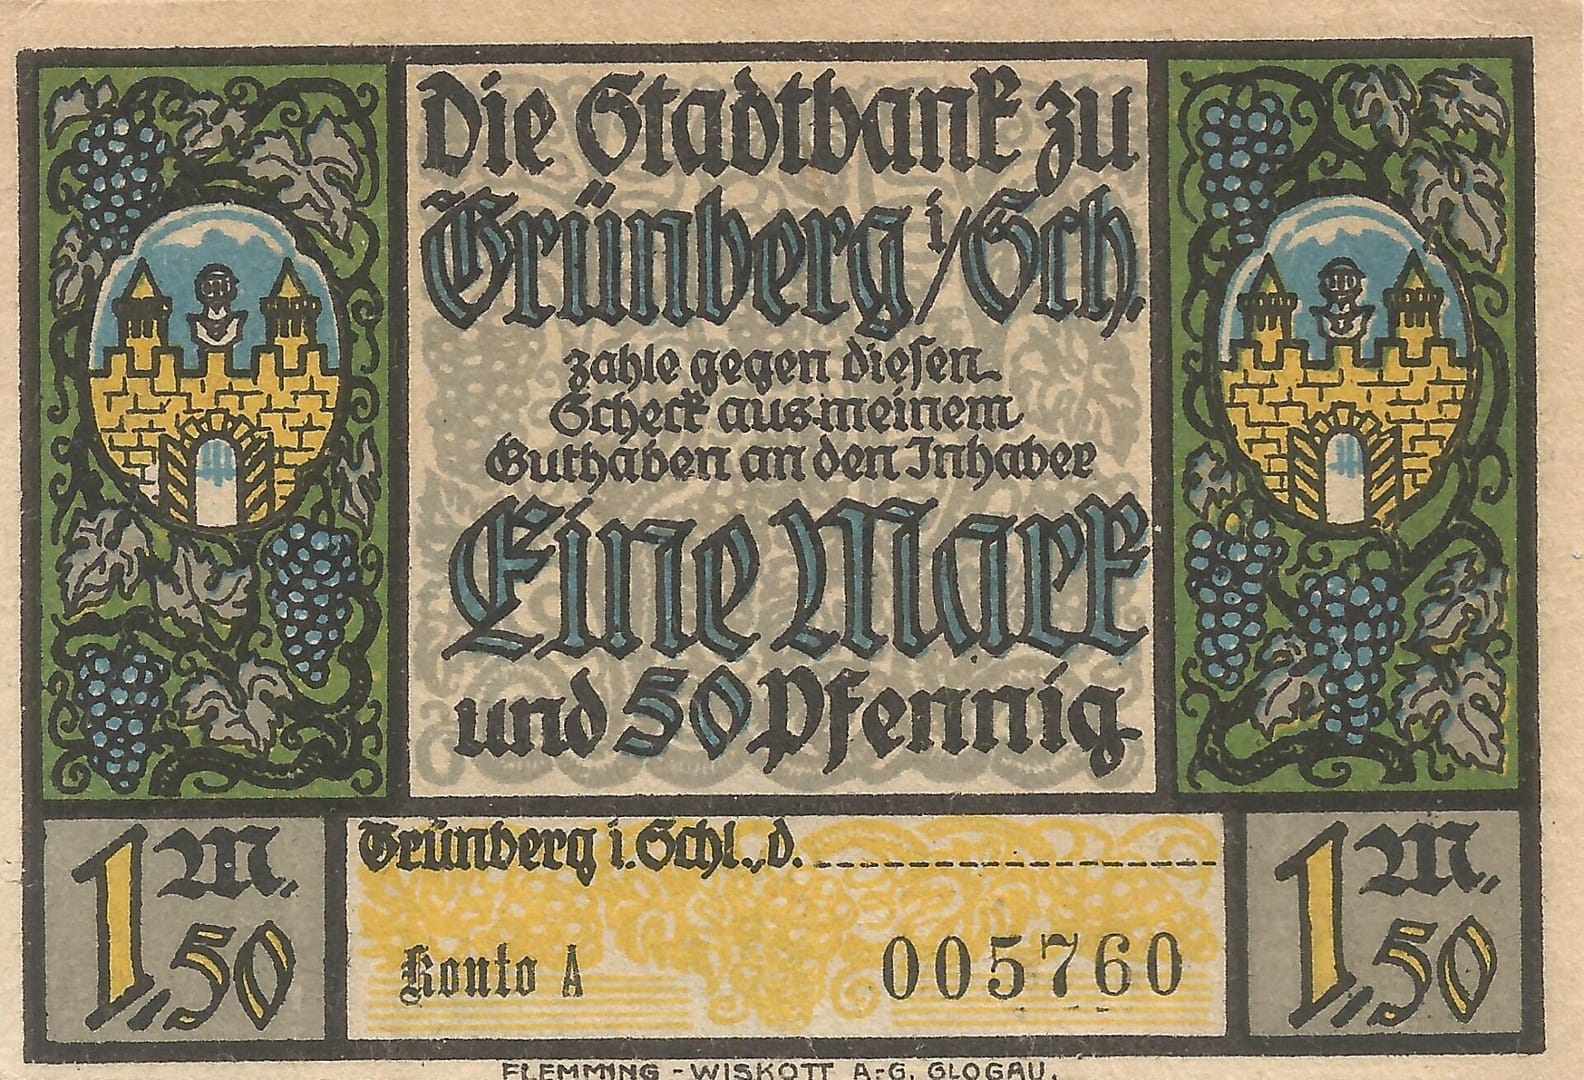 Die Stadtbank zu
Grünberg i/Sch.
zahle gegen diesen
Scheck aus meinem
Guthaben an den Inhaber
Eine Mark
und 50 Pfennig
1,50 M.
Grünberg i. Schl., d.
Konto A 005760
1,50 M.
FLEMMING - WISKOTT A-G. GLOGAU.